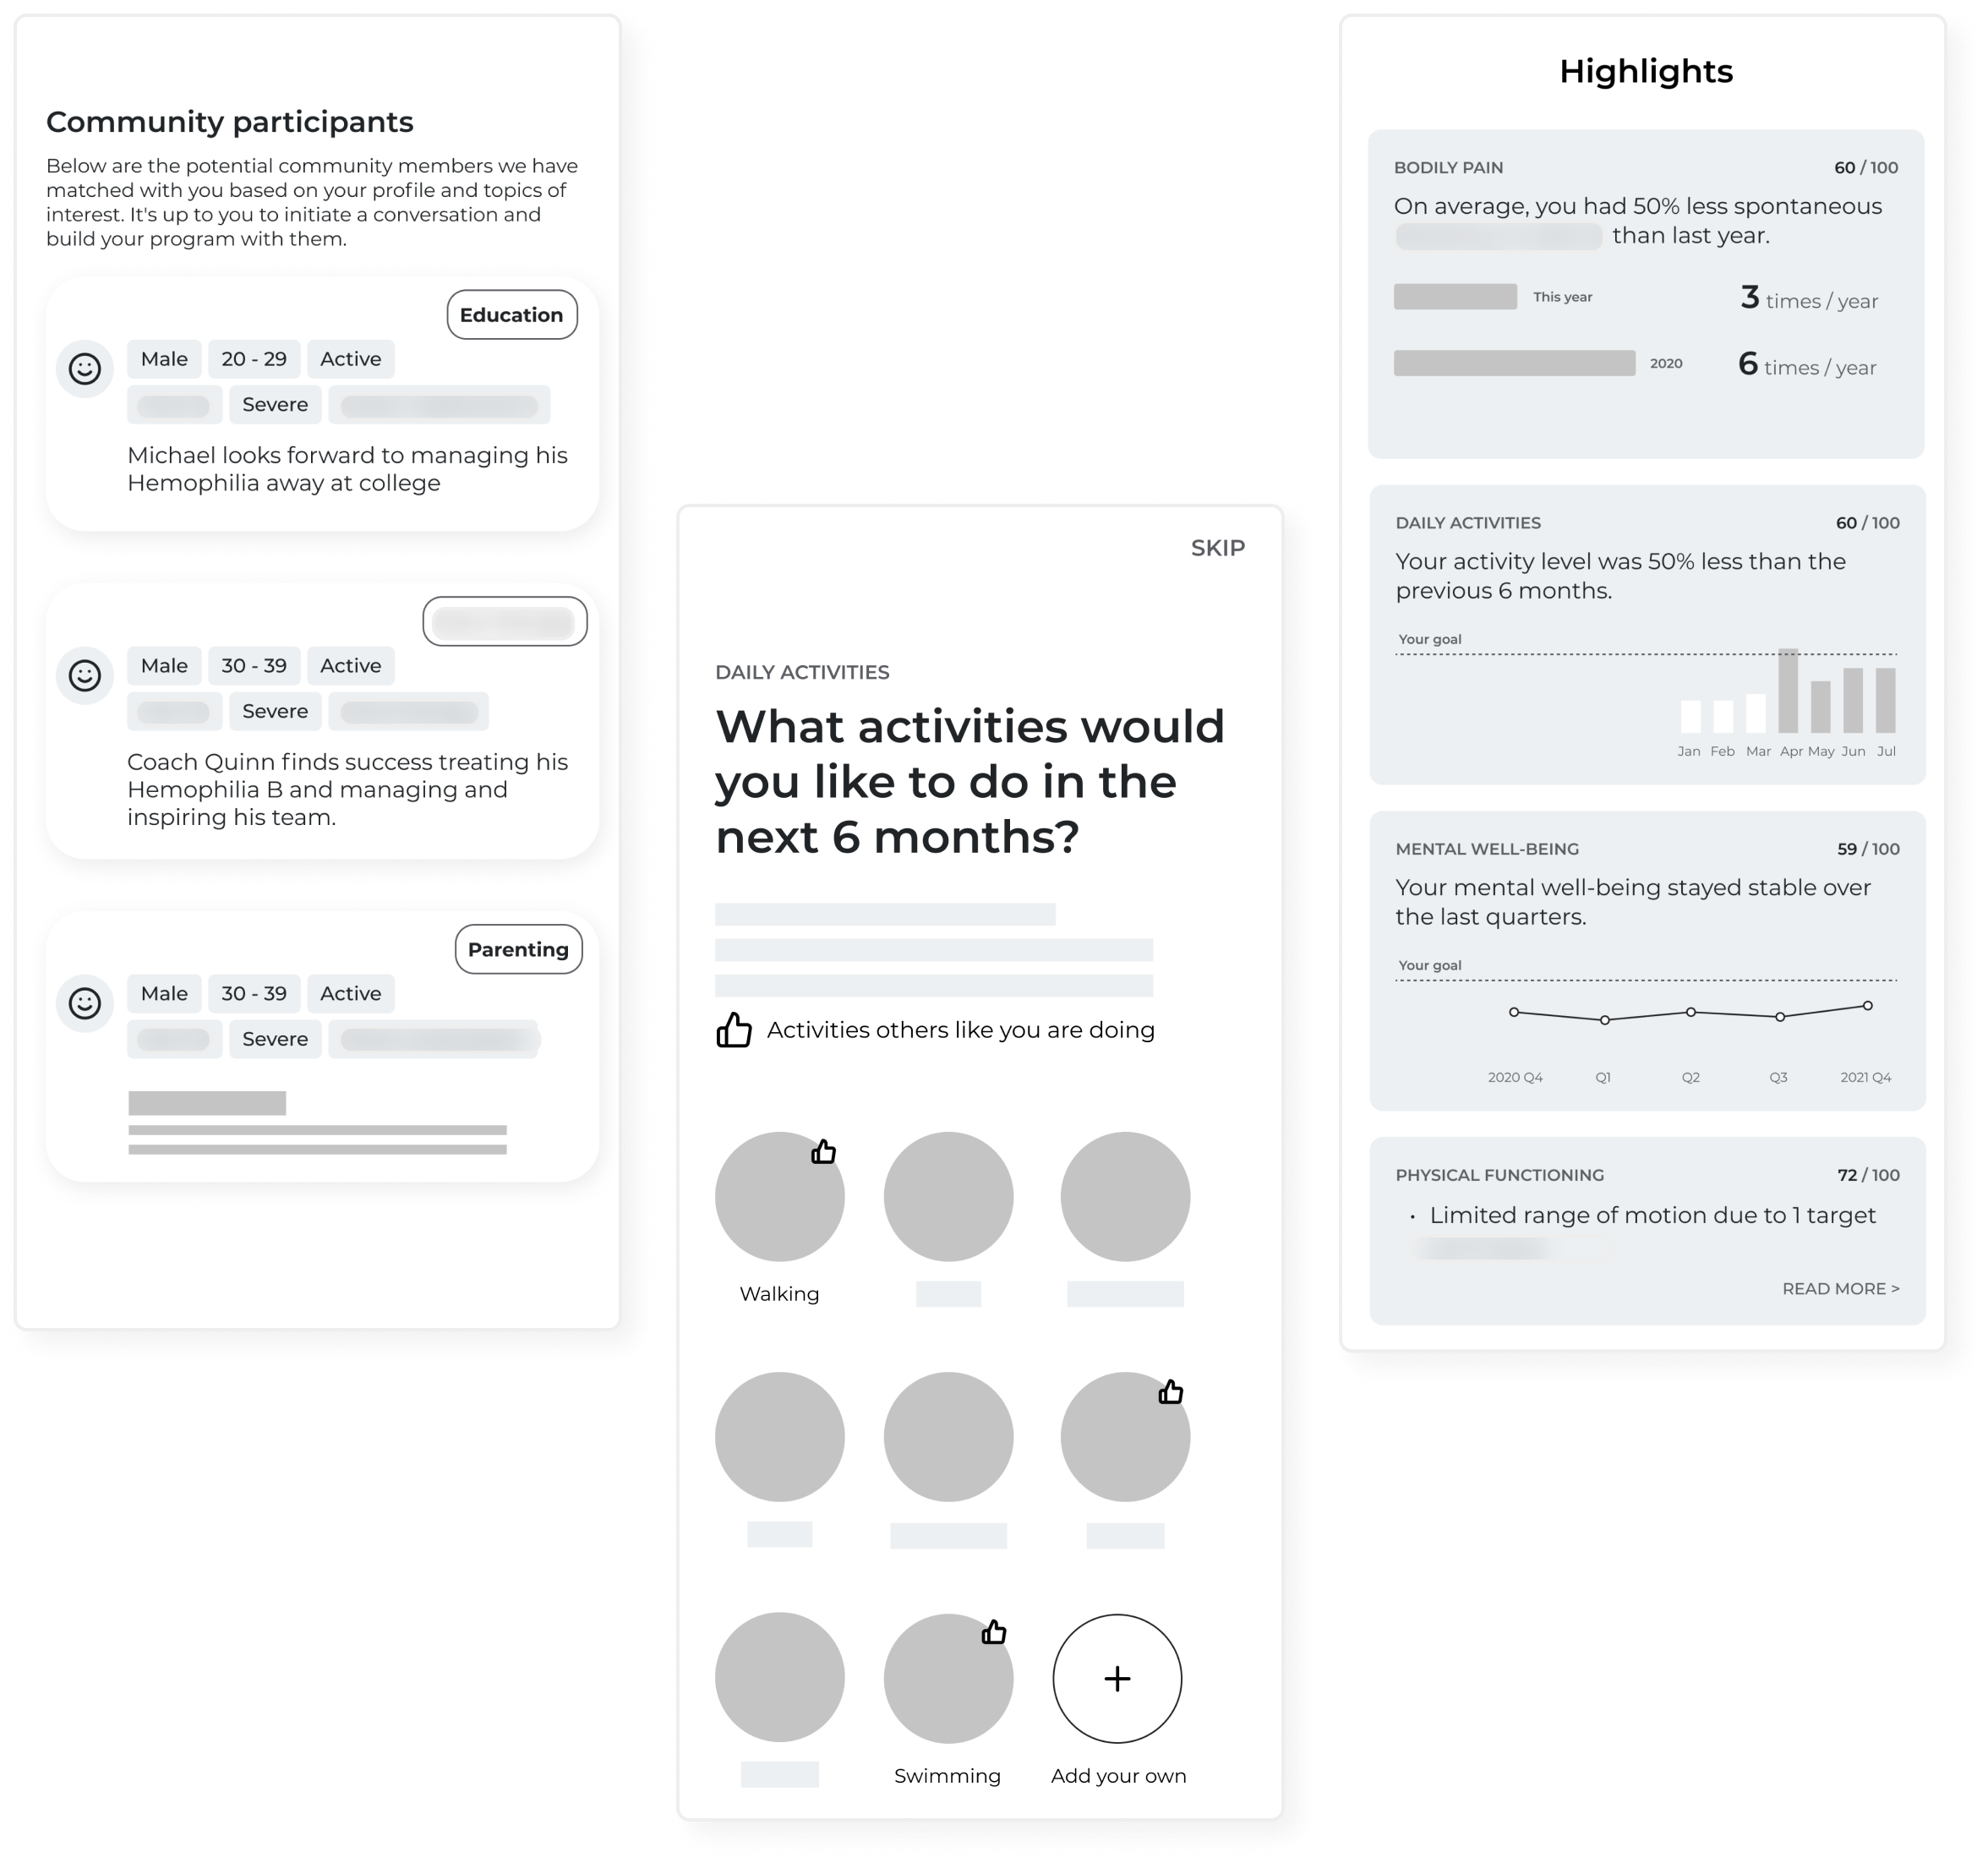 Community participants
Below are the potential community members we have
matched with you based on your profile and topics of
interest. It's up to you to initiate a conversation and
build your program with them.
Education
Male 20 - 29 Active
Severe
Michael looks forward to managing his
Hemophilia away at college
Male 30 - 39 Active
Severe
Coach Quinn finds success treating his
Hemophilia B and managing and
inspiring his team.
Parenting
Male 30 - 39 Active
Severe
SKIP
DAILY ACTIVITIES
What activities would
you like to do in the
next 6 months?
Activities others like you are doing
Walking
Swimming
Add your own
Highlights
BODILY PAIN 60 / 100
On average, you had 50% less spontaneous
than last year.
This year 3 times / year
2020 6 times / year
DAILY ACTIVITIES 60 / 100
Your activity level was 50% less than the
previous 6 months.
Your goal
Jan Feb Mar Apr May Jun Jul
MENTAL WELL-BEING 59 / 100
Your mental well-being stayed stable over
the last quarters.
Your goal
2020 Q4 Q1 Q2 Q3 2021 Q4
PHYSICAL FUNCTIONING 72 / 100
• Limited range of motion due to 1 target
READ MORE >